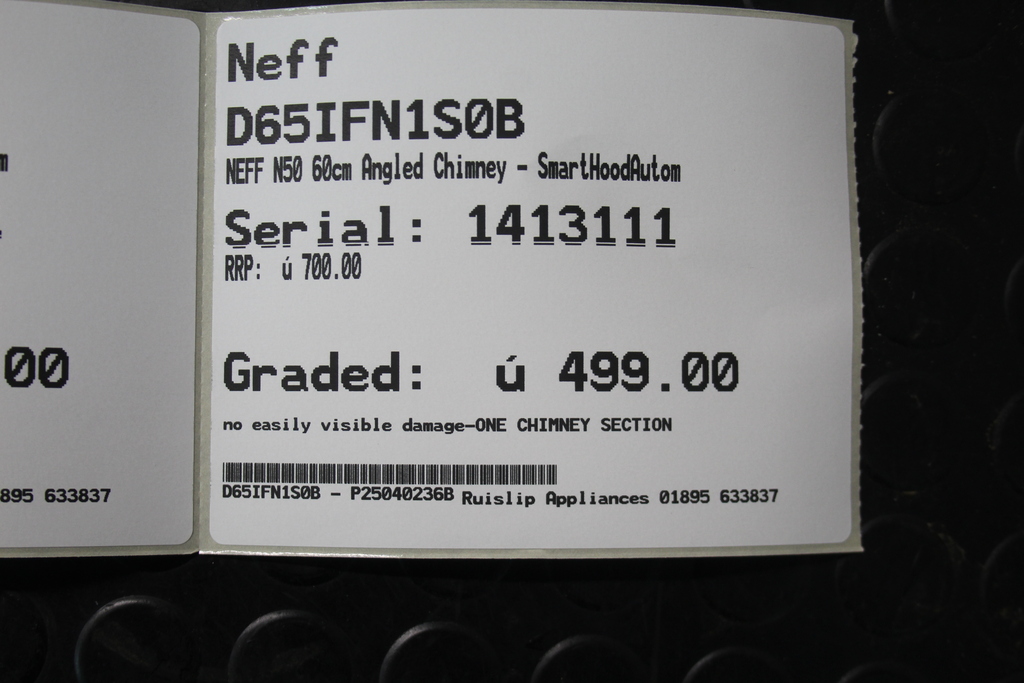 Neff
D65IFN1S0B
NEFF N50 60cm Angled Chimney - SmartHoodAutom
Serial: 1413111
RRP: ú 700.00
Graded: ú 499.00
no easily visible damage-ONE CHIMNEY SECTION
D65IFN1S0B - P25040236B Ruislip Appliances 01895 633837
00
895 633837